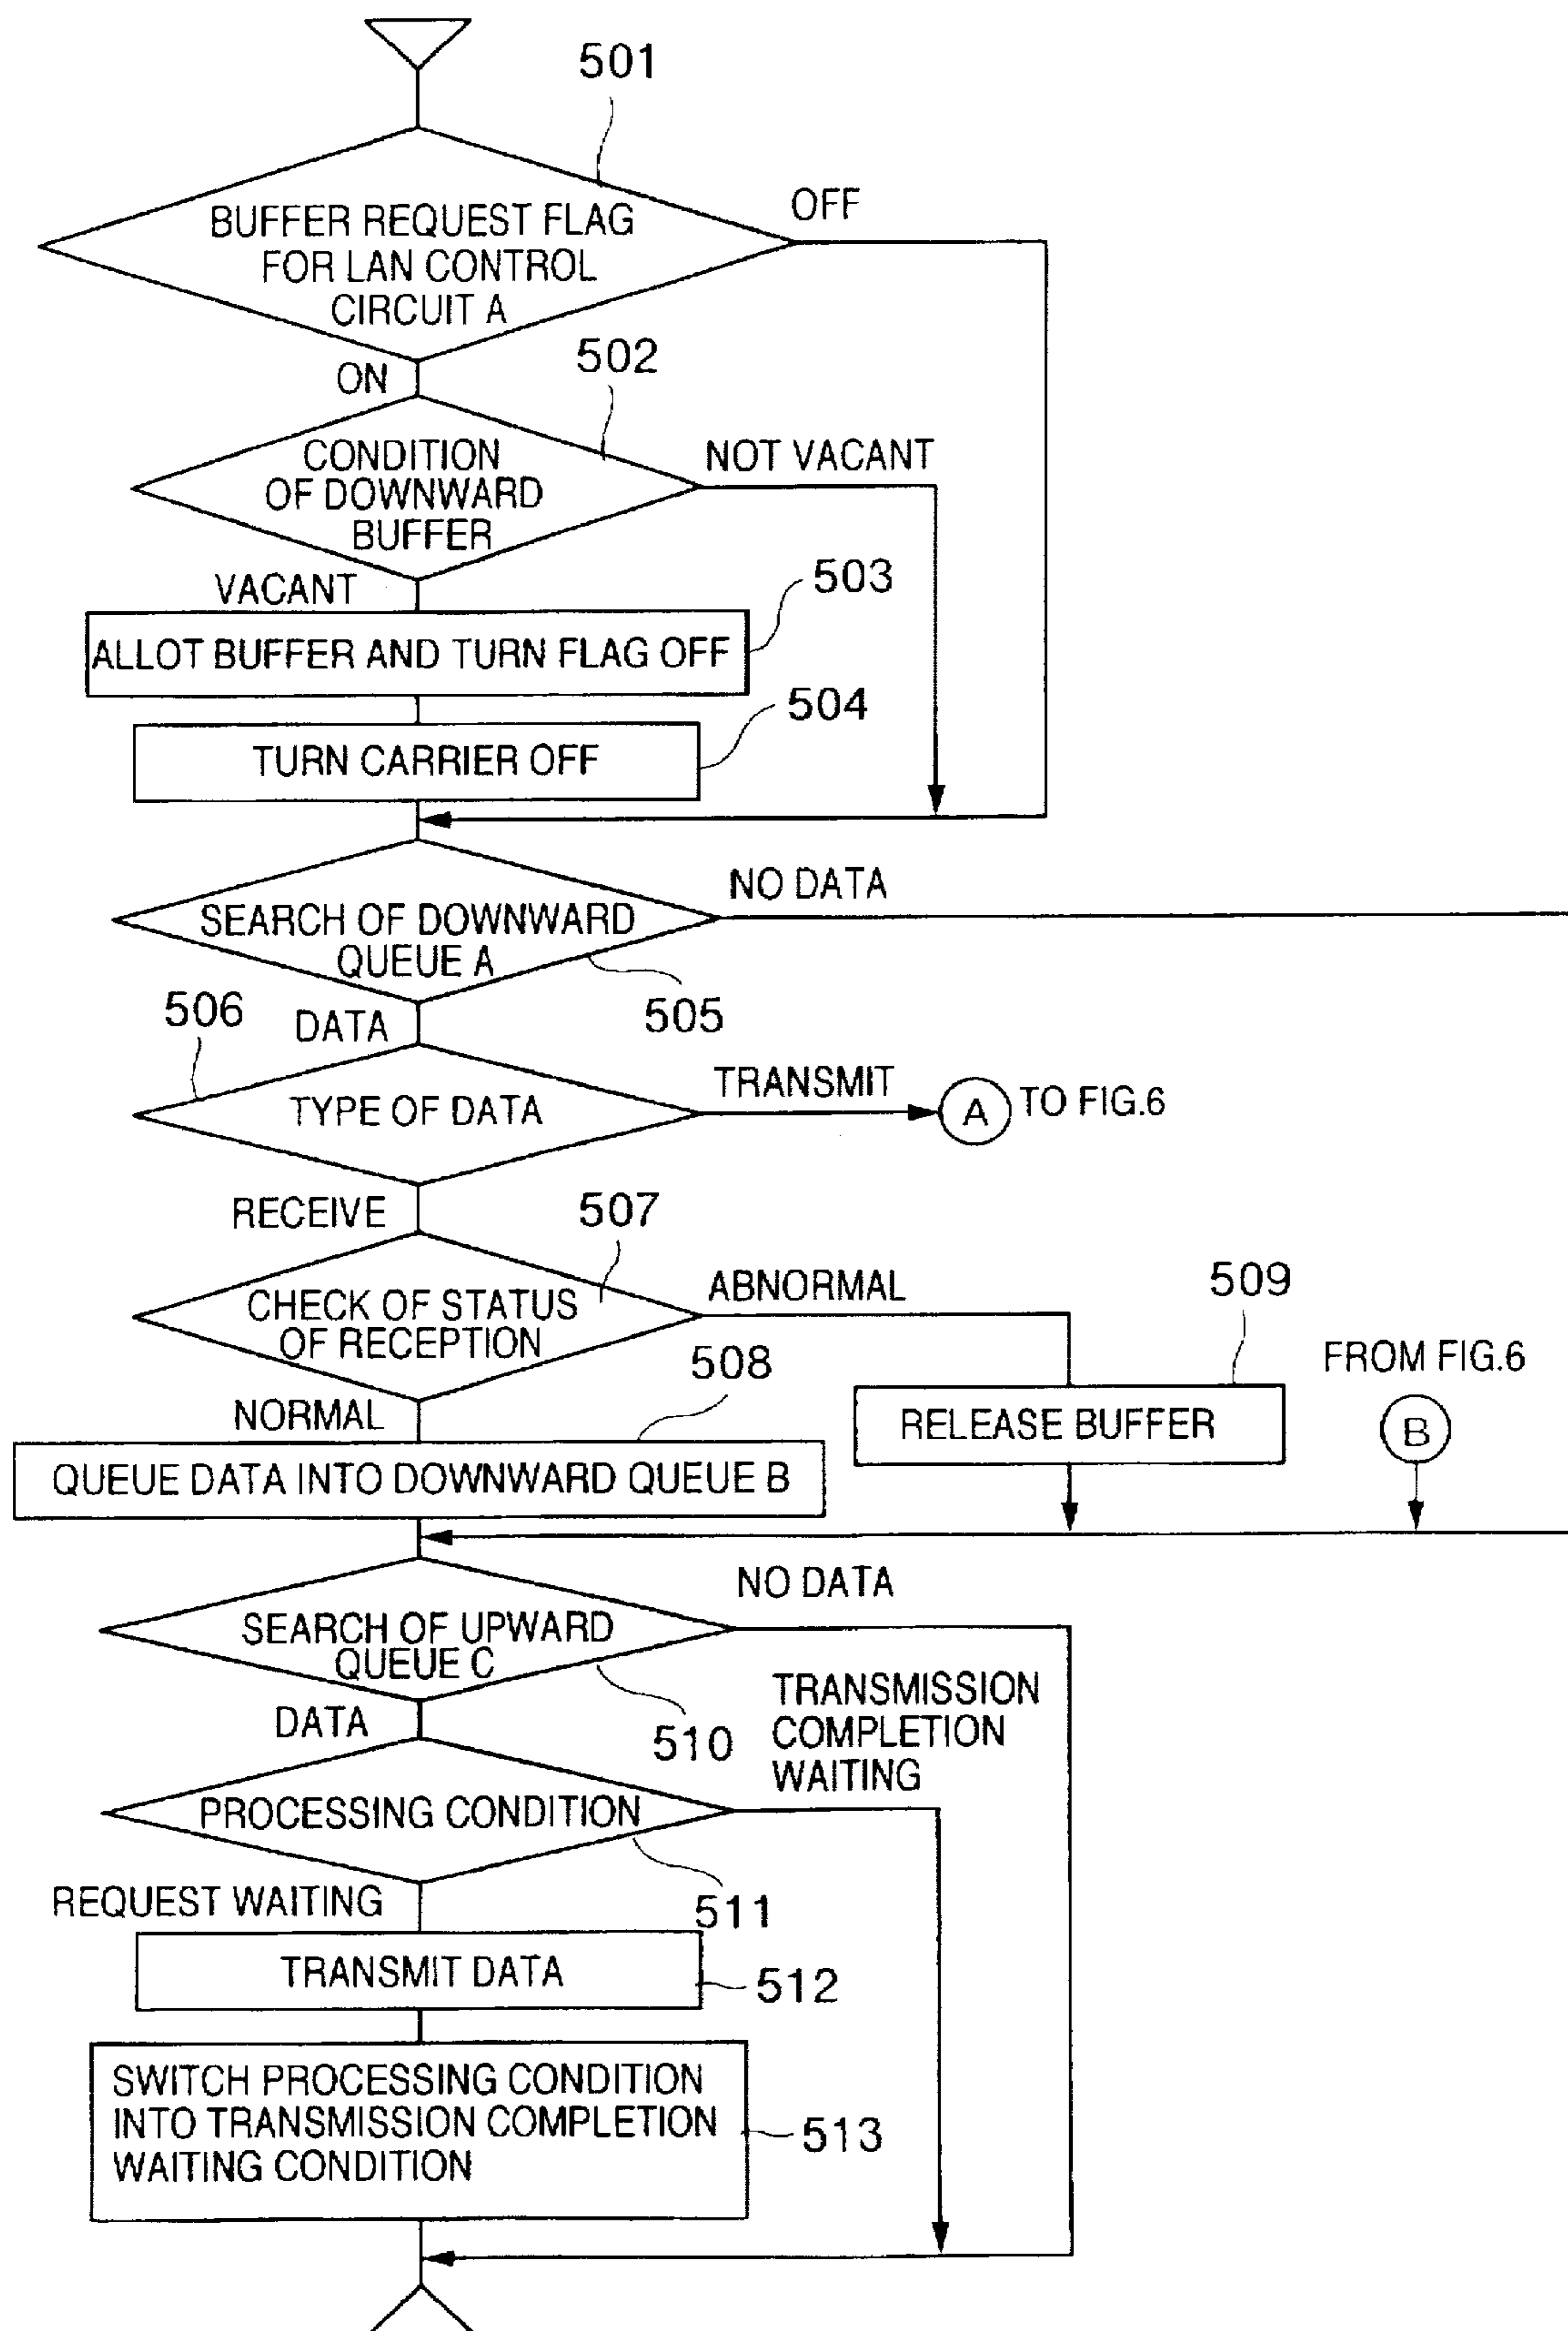 501
BUFFER REQUEST FLAG
FOR LAN CONTROL
CIRCUIT A
OFF
ON
502
CONDITION
OF DOWNWARD
BUFFER
NOT VACANT
VACANT
503
ALLOT BUFFER AND TURN FLAG OFF
504
TURN CARRIER OFF
NO DATA
SEARCH OF DOWNWARD
QUEUE A
505
506
DATA
TYPE OF DATA
TRANSMIT
A
TO FIG.6
RECEIVE
507
CHECK OF STATUS
OF RECEPTION
ABNORMAL
509
RELEASE BUFFER
FROM FIG.6
B
NORMAL
508
QUEUE DATA INTO DOWNWARD QUEUE B
NO DATA
SEARCH OF UPWARD
QUEUE C
510
DATA
TRANSMISSION
COMPLETION
WAITING
PROCESSING CONDITION
511
REQUEST WAITING
TRANSMIT DATA
512
SWITCH PROCESSING CONDITION
INTO TRANSMISSION COMPLETION
WAITING CONDITION
513